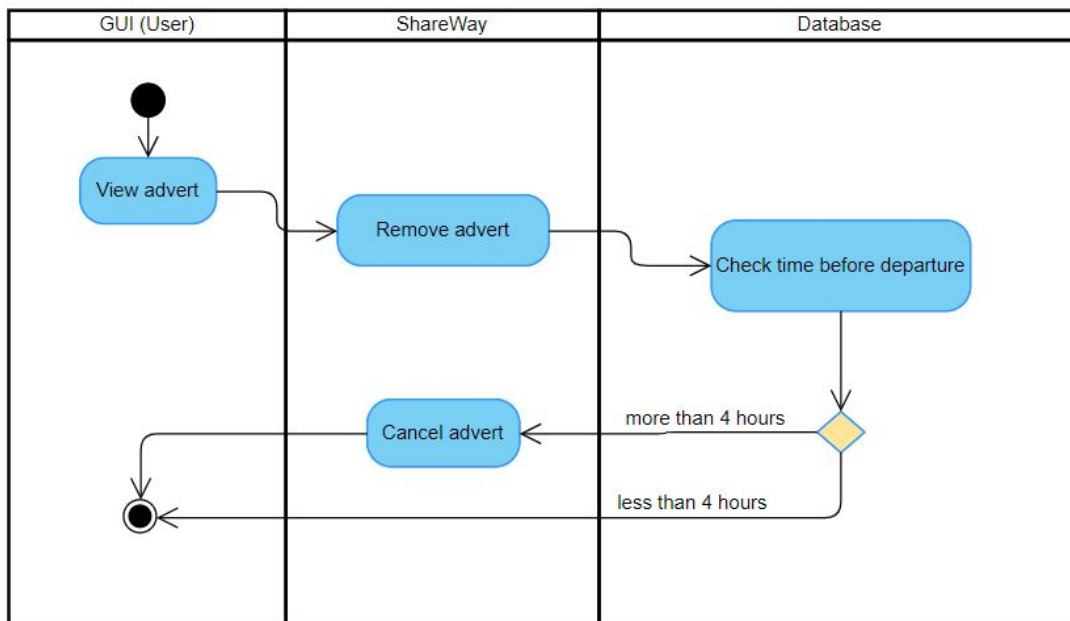 GUI (User)
ShareWay
Database
View advert
Remove advert
Check time before departure
more than 4 hours
Cancel advert
less than 4 hours